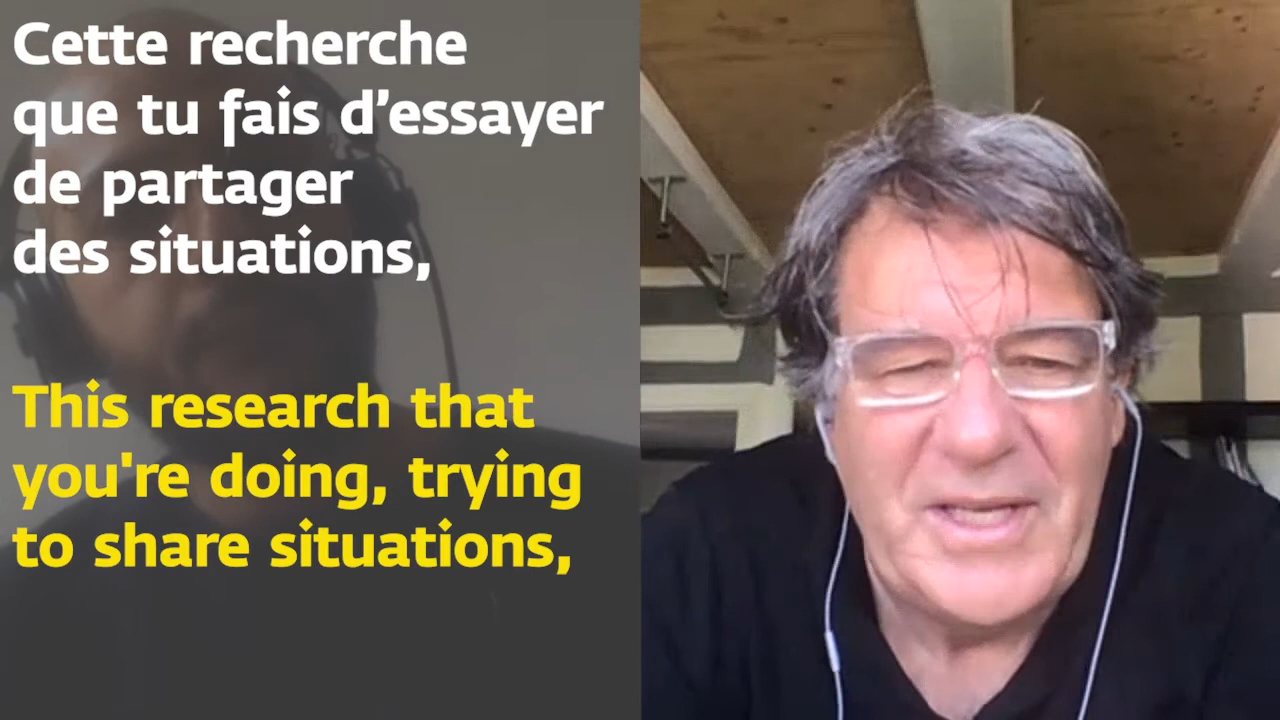 Cette recherche
que tu fais d’essayer
de partager
des situations,
This research that
you're doing, trying
to share situations,